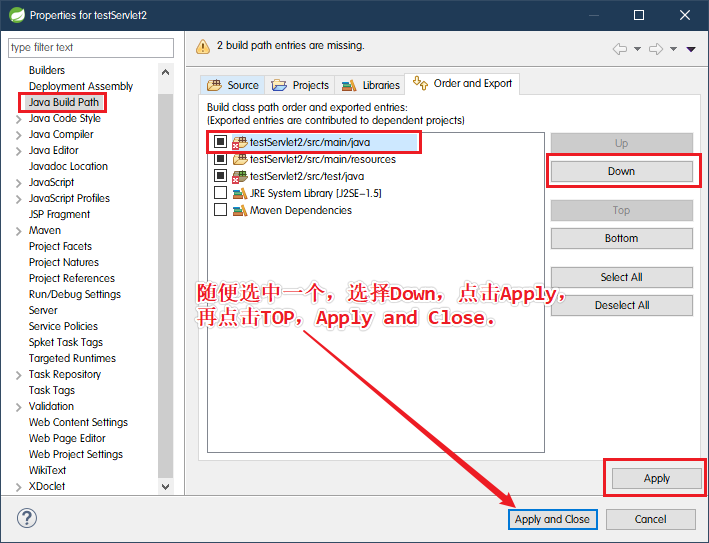 Properties for testServlet2
type filter text
2 build path entries are missing.
Builders
Deployment Assembly
Java Build Path
Java Code Style
Java Compiler
Java Editor
Javadoc Location
JavaScript
JavaScript Profiles
JSP Fragment
Maven
Project Facets
Project Natures
Project References
Run/Debug Settings
Server
Service Policies
Spket Task Tags
Targeted Runtimes
Task Repository
Task Tags
Validation
Web Content Settings
Web Page Editor
Web Project Settings
WikiText
XDoclet
Source
Projects
Libraries
Order and Export
Build class path order and exported entries:
(Exported entries are contributed to dependent projects)
testServlet2/src/main/java
testServlet2/src/main/resources
testServlet2/src/test/java
JRE System Library [J2SE-1.5]
Maven Dependencies
Up
Down
Top
Bottom
Select All
Deselect All
随便选中一个，选择Down，点击Apply，
再点击TOP，Apply and Close.
Apply
?
Apply and Close
Cancel